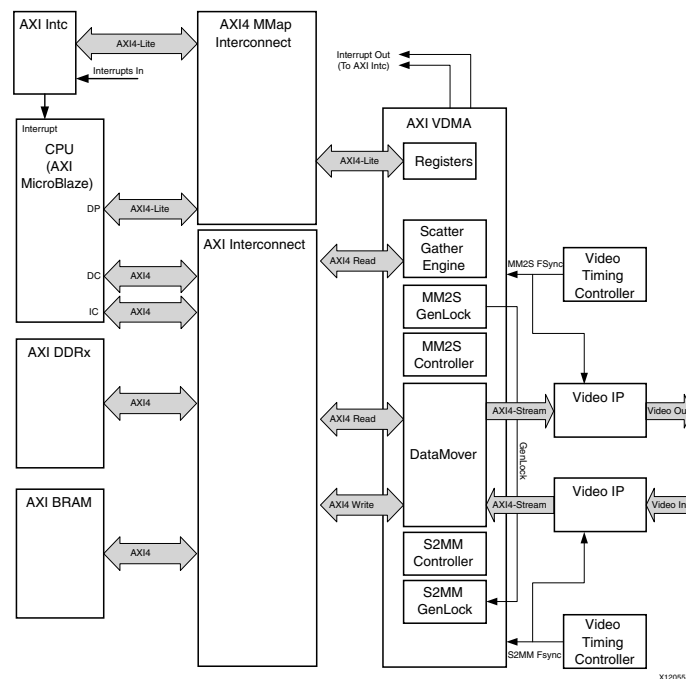 AXI Intc
AXI4-Lite
AXI4 MMap
Interconnect
Interrupts In
Interrupt Out
(To AXI Intc)
Interrupt
CPU
(AXI
MicroBlaze)
DP
AXI4-Lite
DC
AXI4
IC
AXI4
AXI Interconnect
AXI DDRx
AXI4
AXI BRAM
AXI4
AXI VDMA
AXI4-Lite
Registers
AXI4 Read
Scatter
Gather
Engine
MM2S
GenLock
MM2S
Controller
AXI4 Read
DataMover
AXI4 Write
S2MM
Controller
S2MM
GenLock
GenLock
MM2S FSync
Video
Timing
Controller
AXI4-Stream
Video IP
Video Ou
AXI4-Stream
Video IP
Video In
S2MM Fsync
Video
Timing
Controller
X12055